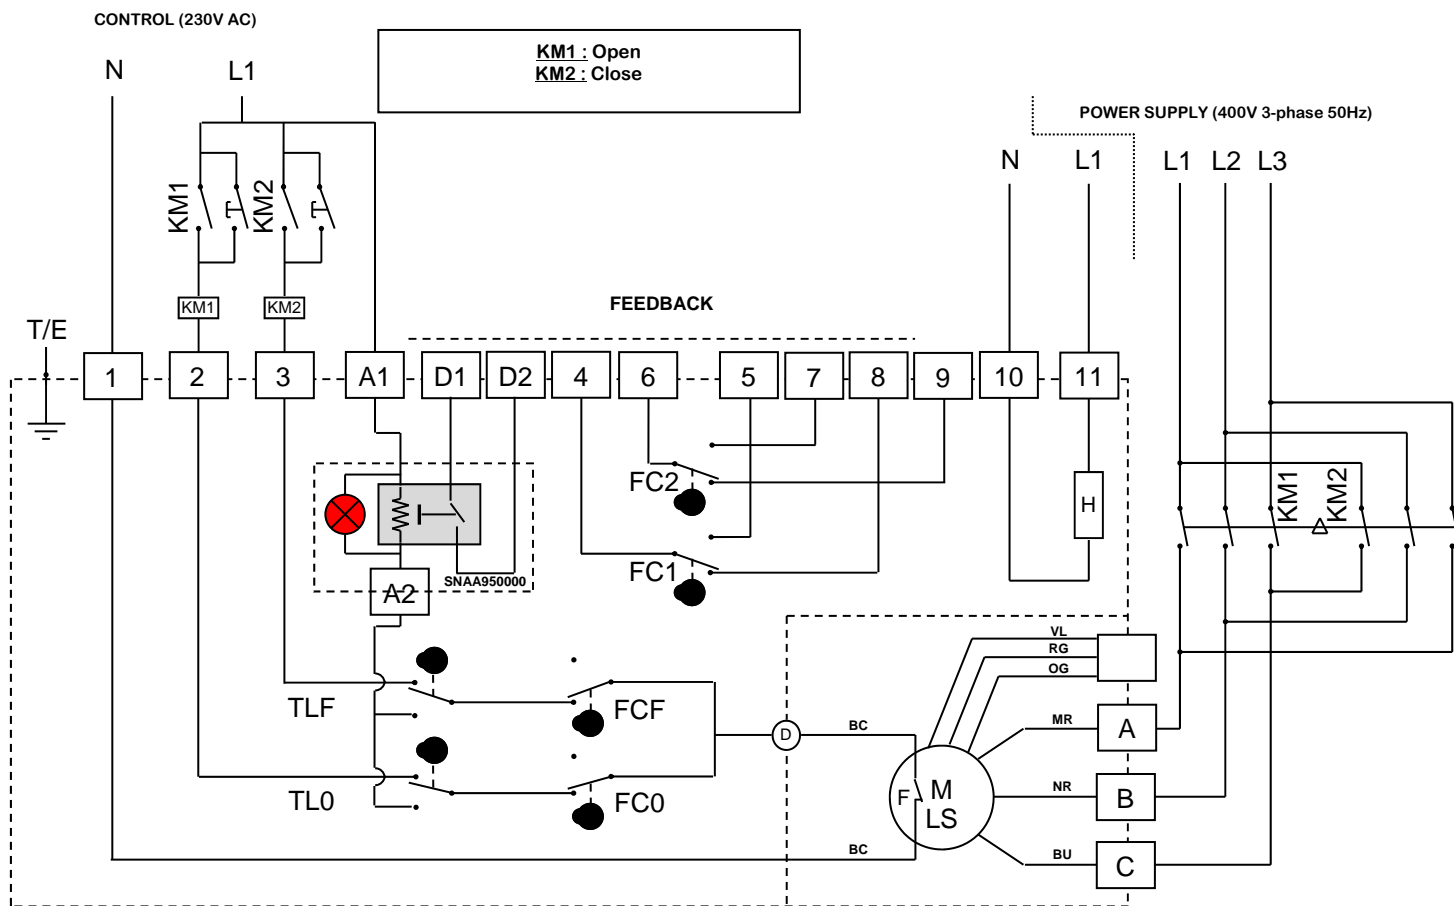 CONTROL (230V AC)
KM1 : Open
KM2 : Close
N
L1
POWER SUPPLY (400V 3-phase 50Hz)
N
L1
L1
L2
L3
KM1
KM2
KM1
KM2
FEEDBACK
T/E
1
2
3
A1
D1
D2
4
6
5
7
8
9
10
11
FC2
H
KM1
KM2
FC1
SNAA950000
A2
VL
RG
OG
TLF
FCF
D
BC
MR
A
TL0
FC0
F
M
LS
NR
B
BC
BU
C